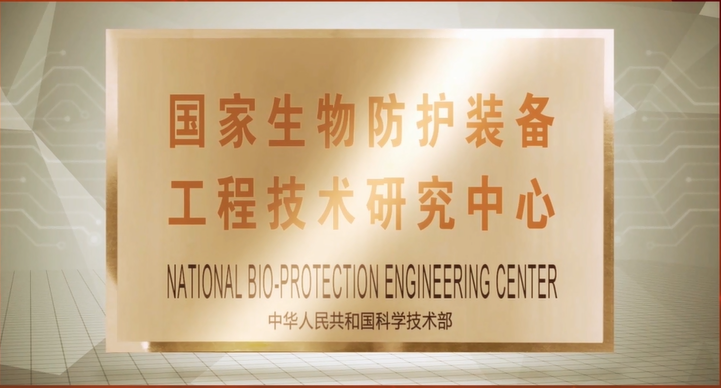 国家生物防护装备
工程技术研究中心
NATIONAL BIO-PROTECTION ENGINEERING CENTER
中华人民共和国科学技术部